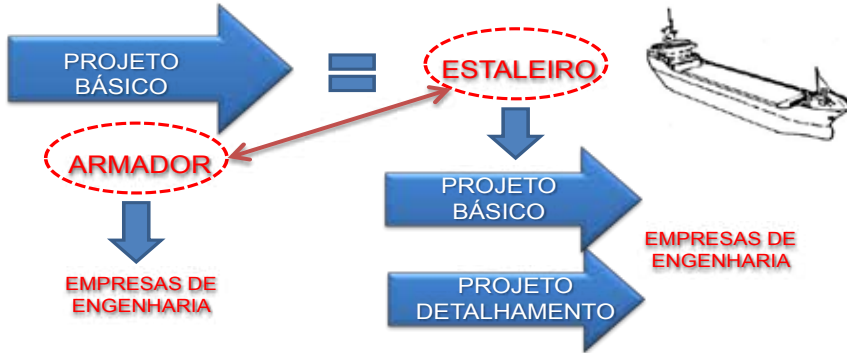 PROJETO
BÁSICO
ESTALEIRO
ARMADOR
EMPRESAS DE
ENGENHARIA
PROJETO
BÁSICO
PROJETO
DETALHAMENTO
EMPRESAS DE
ENGENHARIA